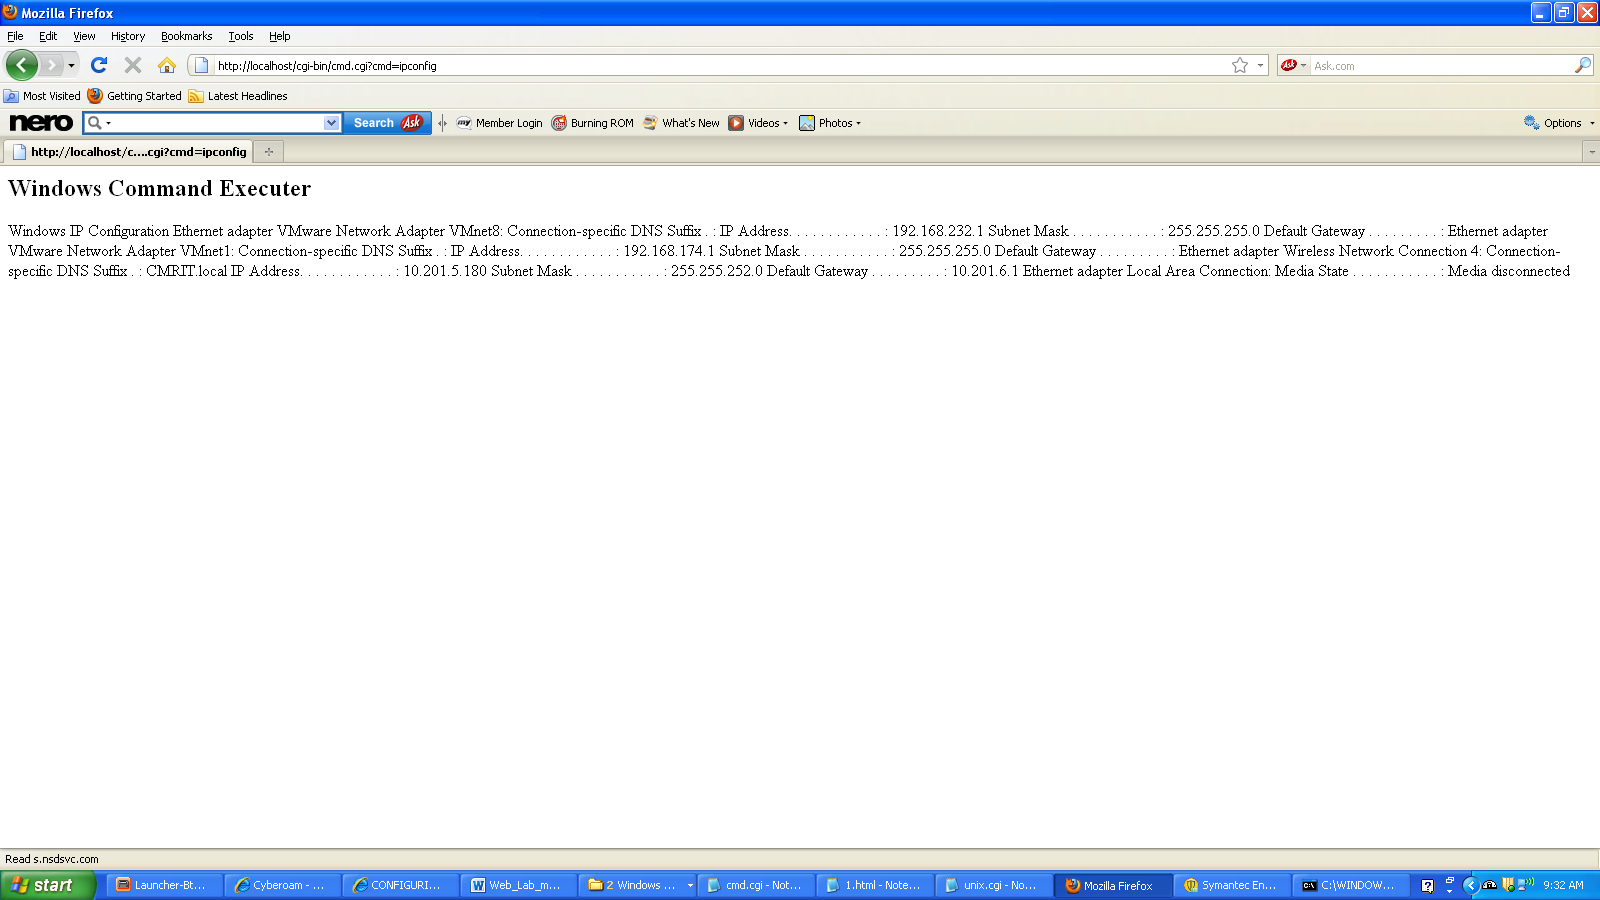 Mozilla Firefox
File Edit View History Bookmarks Tools Help
http://localhost/cgi-bin/cmd.cgi?cmd=ipconfig
Ask Ask.com
Most Visited Getting Started Latest Headlines
nero Search Ask my Member Login Burning ROM What's New Videos Photos Options
http://localhost/c....cgi?cmd=ipconfig
Windows Command Executer
Windows IP Configuration Ethernet adapter VMware Network Adapter VMnet8: Connection-specific DNS Suffix . : IP Address. . . . . . . . . . . . : 192.168.232.1 Subnet Mask . . . . . . . . . . . : 255.255.255.0 Default Gateway . . . . . . . . . : Ethernet adapter
VMware Network Adapter VMnet1: Connection-specific DNS Suffix . : IP Address. . . . . . . . . . . . : 192.168.174.1 Subnet Mask . . . . . . . . . . . : 255.255.255.0 Default Gateway . . . . . . . . . : Ethernet adapter Wireless Network Connection 4: Connection-
specific DNS Suffix . : CMRIT.local IP Address. . . . . . . . . . . . : 10.201.5.180 Subnet Mask . . . . . . . . . . . : 255.255.252.0 Default Gateway . . . . . . . . . : 10.201.6.1 Ethernet adapter Local Area Connection: Media State . . . . . . . . . . . : Media disconnected
Read s.nsdsvc.com
start Launcher-Bt... Cyberoam - ... CONFIGURI... Web_Lab_m... 2 Windows ... cmd.cgi - Not... 1.html - Note... unix.cgi - No... Mozilla Firefox Symantec En... C:\WINDOW... 9:32 AM